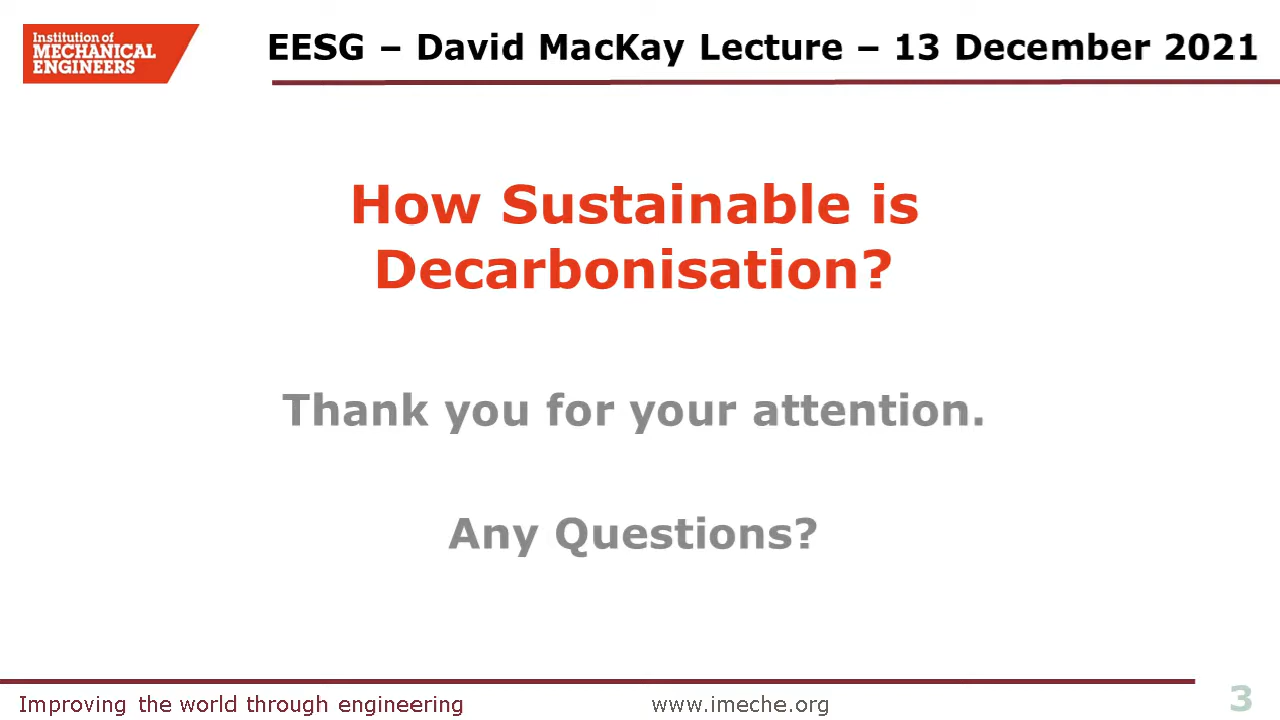 Institution of
MECHANICAL
ENGINEERS
EESG – David MacKay Lecture – 13 December 2021
How Sustainable is
Decarbonisation?
Thank you for your attention.
Any Questions?
Improving the world through engineering
www.imeche.org
3